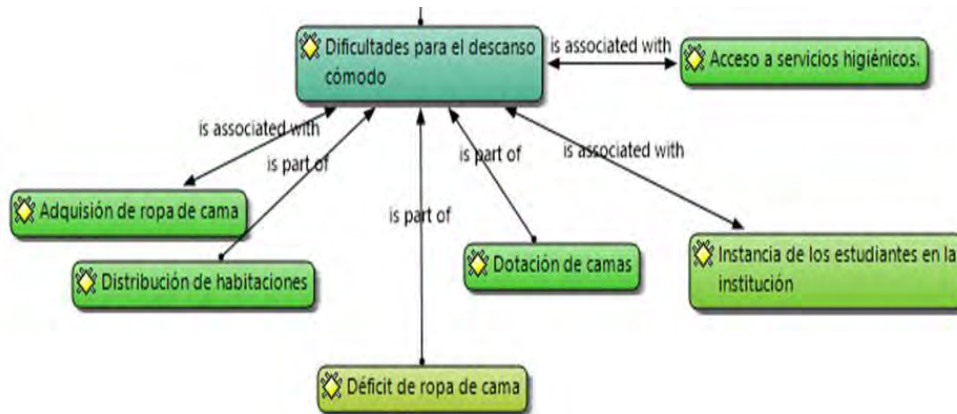 Dificultades para el descanso
cómodo
is associated with
Acceso a servicios higiénicos.
is associated with
is part of
is part of
is associated with
is part of
Adquisión de ropa de cama
Distribución de habitaciones
Dotación de camas
Instancia de los estudiantes en la
institución
Déficit de ropa de cama